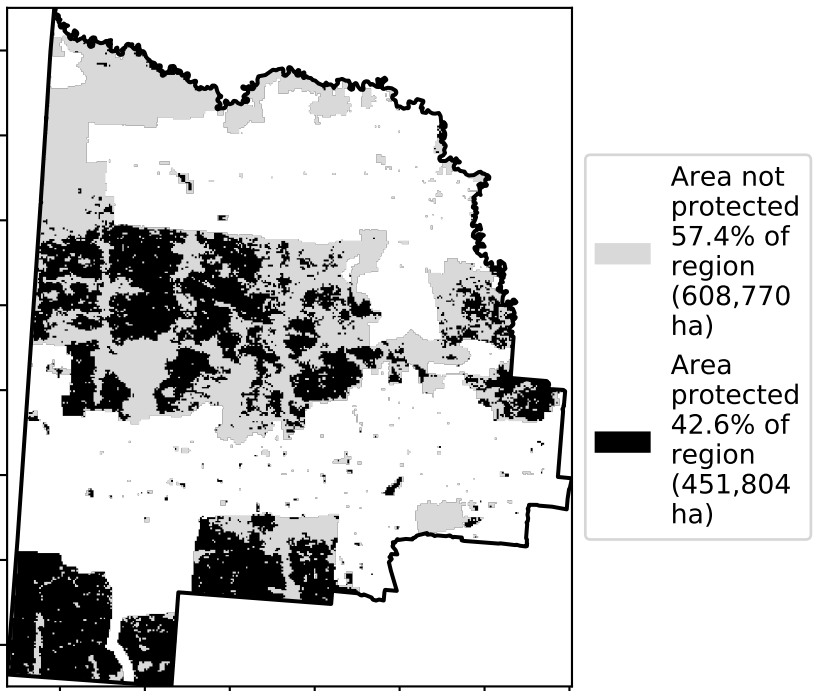 Area not
protected
57.4% of
region
(608,770
ha)
Area
protected
42.6% of
region
(451,804
ha)